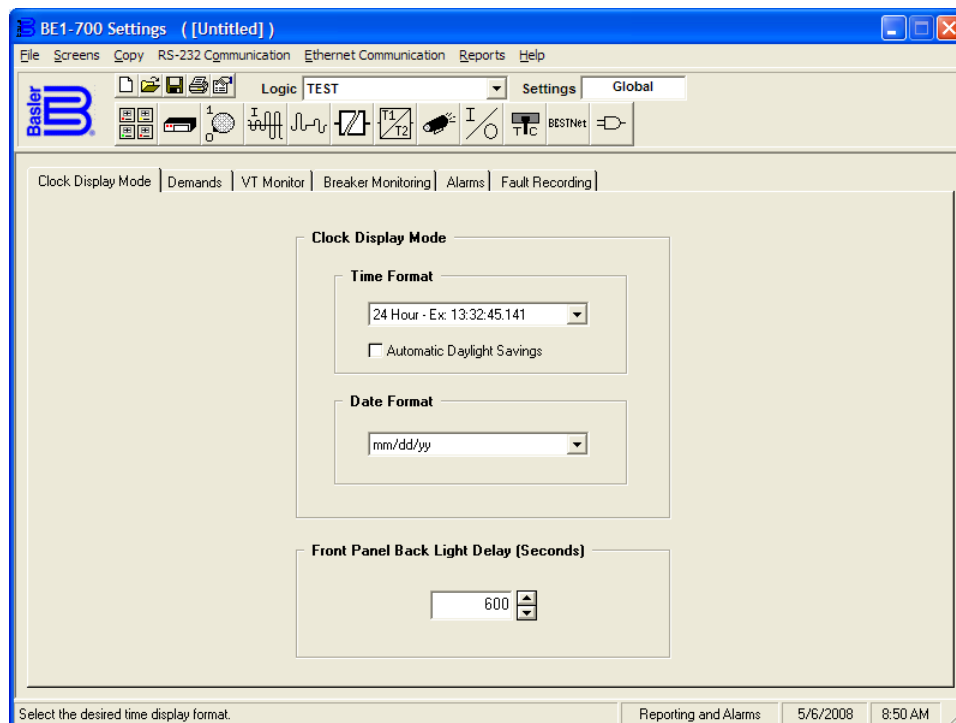 BE1-700 Settings ( [Untitled] )
File Screens Copy RS-232 Communication Ethernet Communication Reports Help
Basler
Logic TEST Settings Global
1 0 I T1 T2 I O T C BESTNet
Clock Display Mode Demands VT Monitor Breaker Monitoring Alarms Fault Recording
Clock Display Mode
Time Format
24 Hour - Ex: 13:32:45.141
Automatic Daylight Savings
Date Format
mm/dd/yy
Front Panel Back Light Delay (Seconds)
600
Select the desired time display format. Reporting and Alarms 5/6/2008 8:50 AM